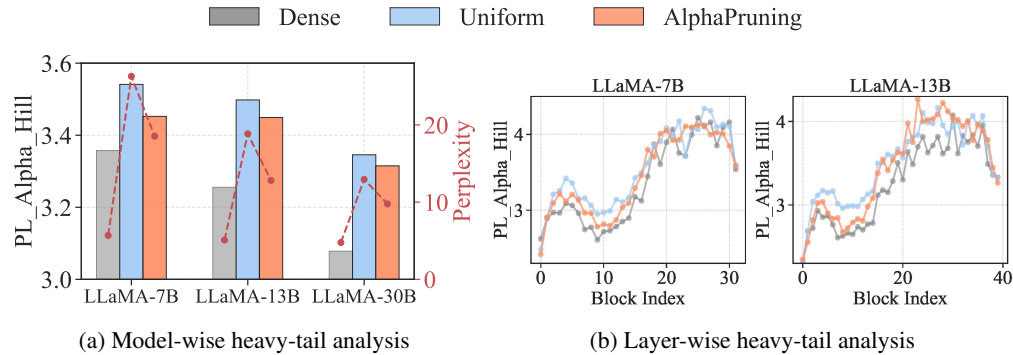 Dense Uniform AlphaPruning
PL_Alpha_Hill
3.6
3.4
3.2
3.0
20
10
0
Perplexity
LLaMA-7B LLaMA-13B LLaMA-30B
(a) Model-wise heavy-tail analysis
LLaMA-7B
PL_Alpha_Hill
4
3
0 10 20 30
Block Index
LLaMA-13B
PL_Alpha_Hill
4
3
0 20 40
Block Index
(b) Layer-wise heavy-tail analysis